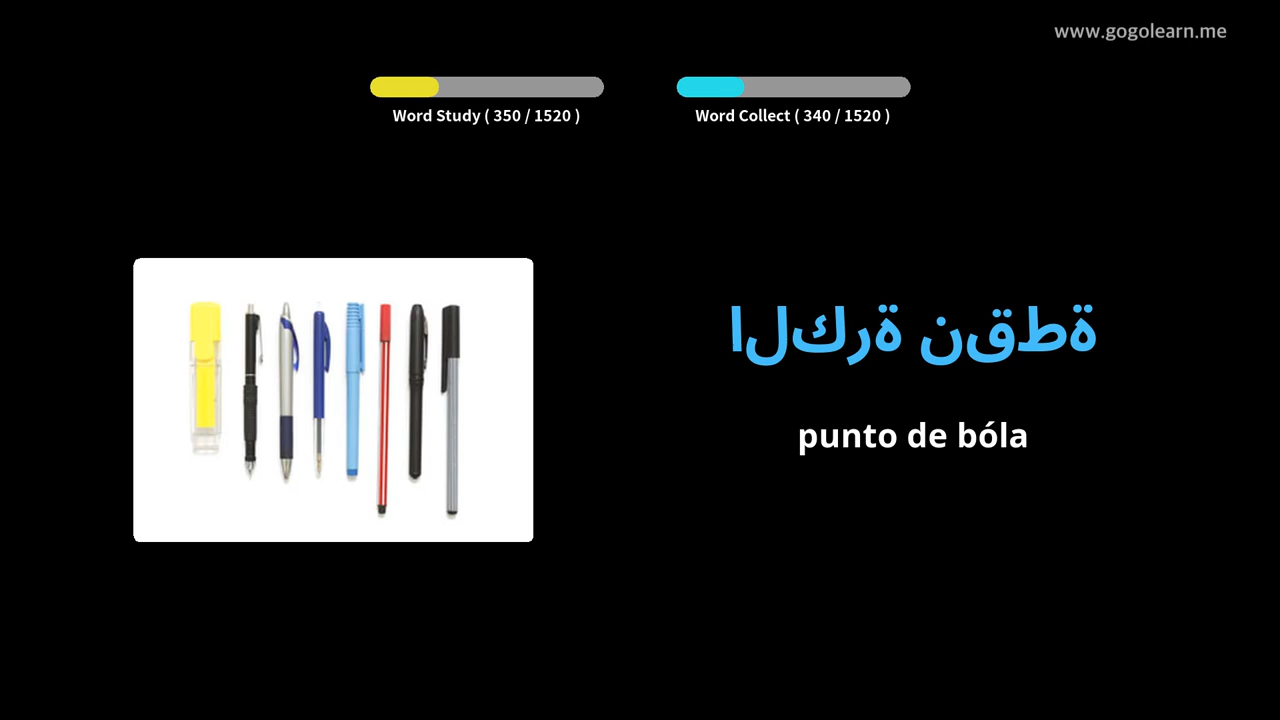 www.gogolearn.me
Word Study ( 350 / 1520 )
Word Collect ( 340 / 1520 )
نقطة الكرة
punto de bóla